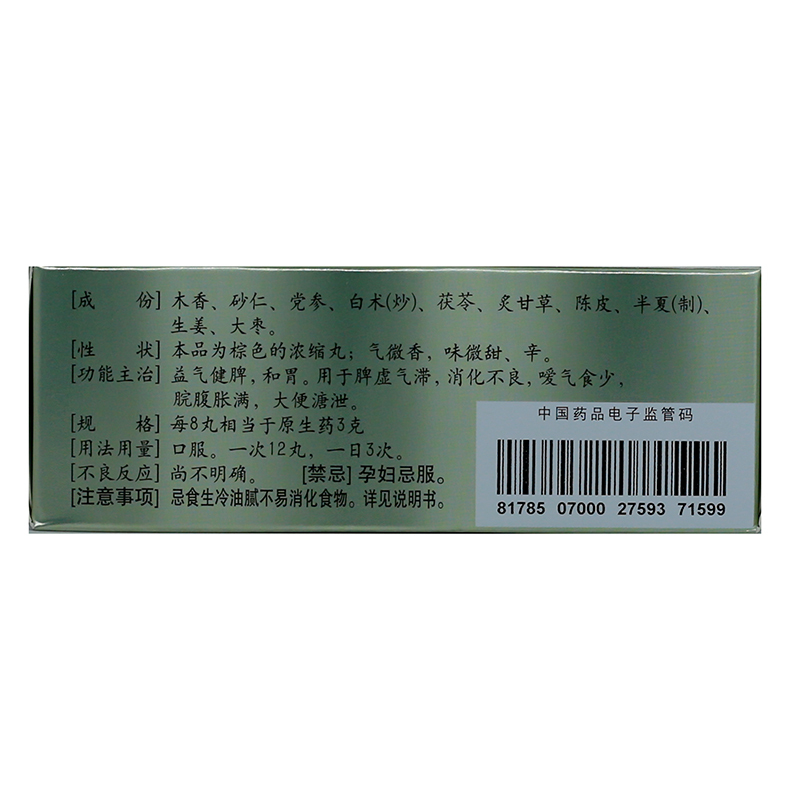 [成　份] 木香、砂仁、党参、白术(炒)、茯苓、炙甘草、陈皮、半夏(制)、
生姜、大枣。
[性　状] 本品为棕色的浓缩丸；气微香，味微甜、辛。
[功能主治] 益气健脾，和胃。用于脾虚气滞，消化不良，嗳气食少，
脘腹胀满，大便溏泄。
[规　格] 每8丸相当于原生药3克
[用法用量] 口服。一次12丸，一日3次。
[不良反应] 尚不明确。 [禁忌] 孕妇忌服。
[注意事项] 忌食生冷油腻不易消化食物。详见说明书。
中国药品电子监管码
81785 07000 27593 71599